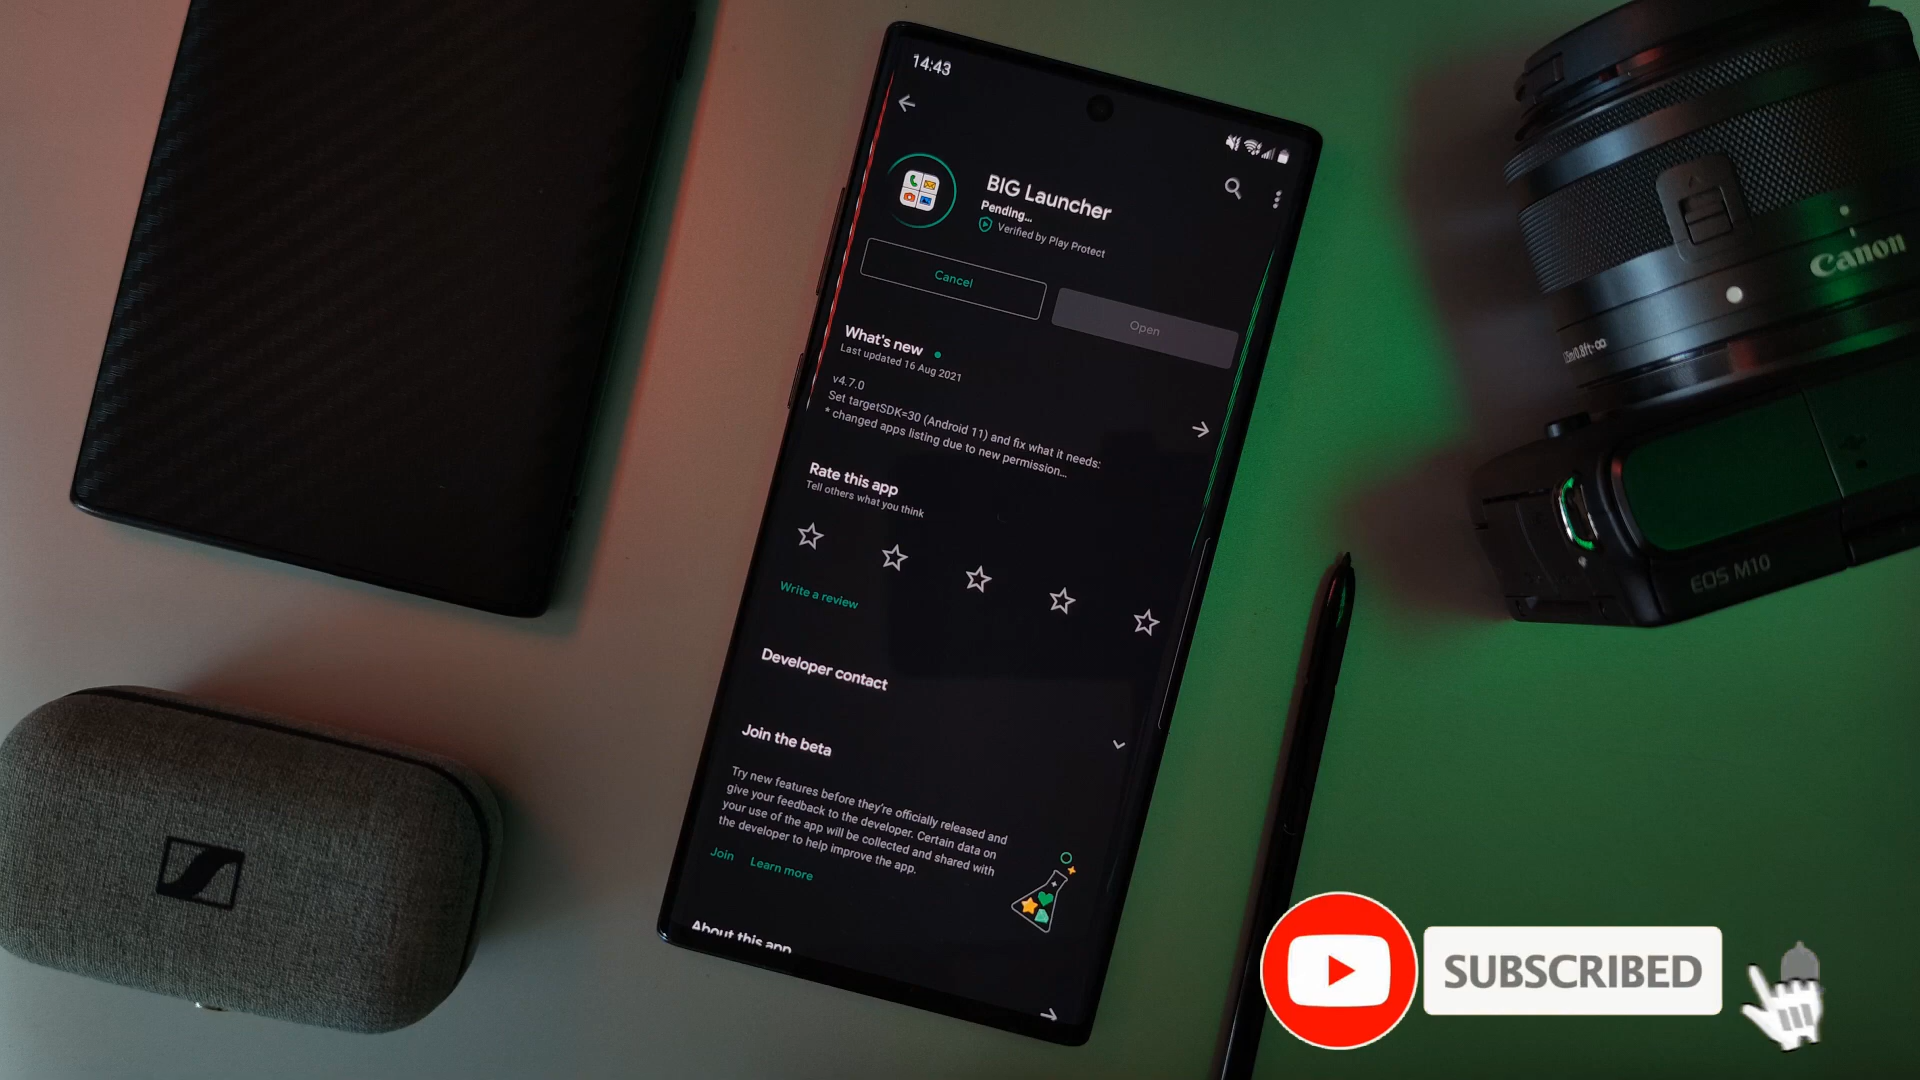 14:43
BIG Launcher
Pending...
Verified by Play Protect
Cancel
Open
What's new
Last updated 16 Aug 2021
v4.7.0
Set targetSDK=30 (Android 11) and fix what it needs:
* changed apps listing due to new permission...
Rate this app
Tell others what you think
Write a review
Developer contact
Join the beta
Try new features before they're officially released and
give your feedback to the developer. Certain data on
your use of the app will be collected and shared with
the developer to help improve the app.
Join Learn more
About this app
Canon
EOS M10
SUBSCRIBED